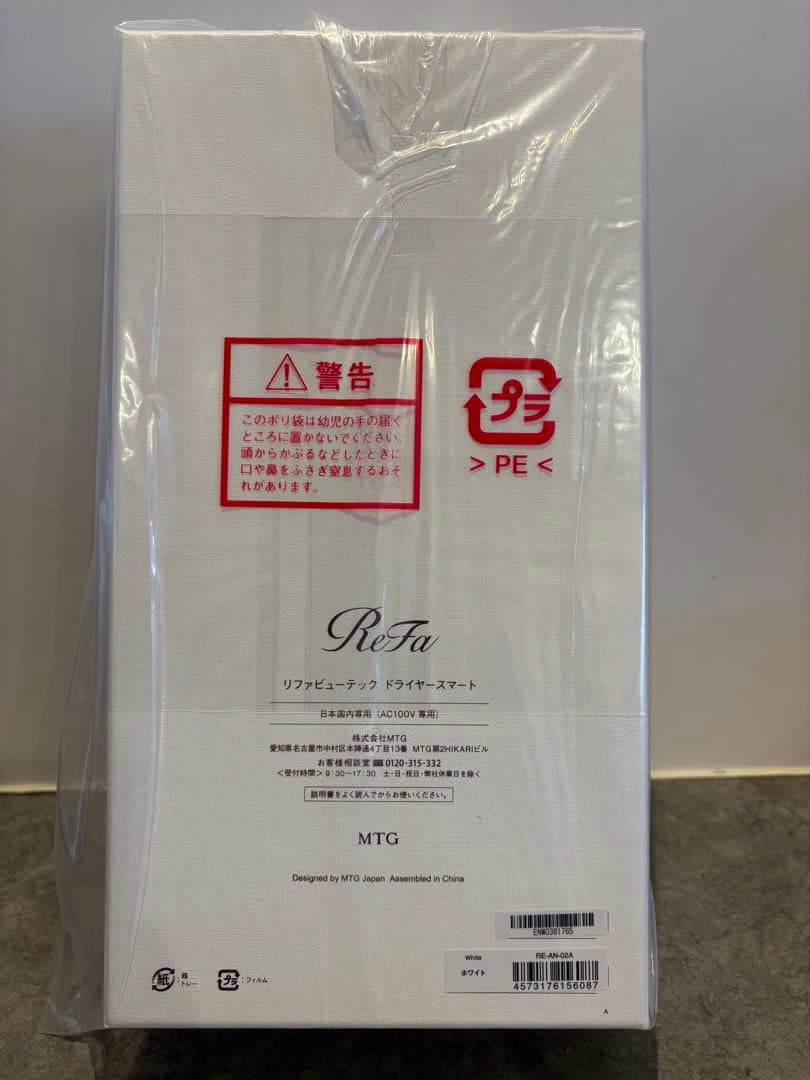 警告
このポリ袋は幼児の手の届く
ところに置かないでください。
頭からかぶるなどしたときに
口や鼻をふさぎ窒息するおそ
れがあります。
プラ
> PE <
ReFa
リファビューテック ドライヤースマート
日本国内専用（AC100V 専用）
株式会社MTG
愛知県名古屋市中村区本陣通4丁目13番 MTG第2HIKARIビル
お客様相談室 0120-315-332
＜受付時間＞ 9：30〜17：30 土・日・祝日・弊社休業日を除く
説明書をよく読んでからお使いください。
MTG
Designed by MTG Japan Assembled in China
ENW0381765
White RE-AN-02A
ホワイト
4573176156087
紙：箱・トレー
プラ：フィルム
A